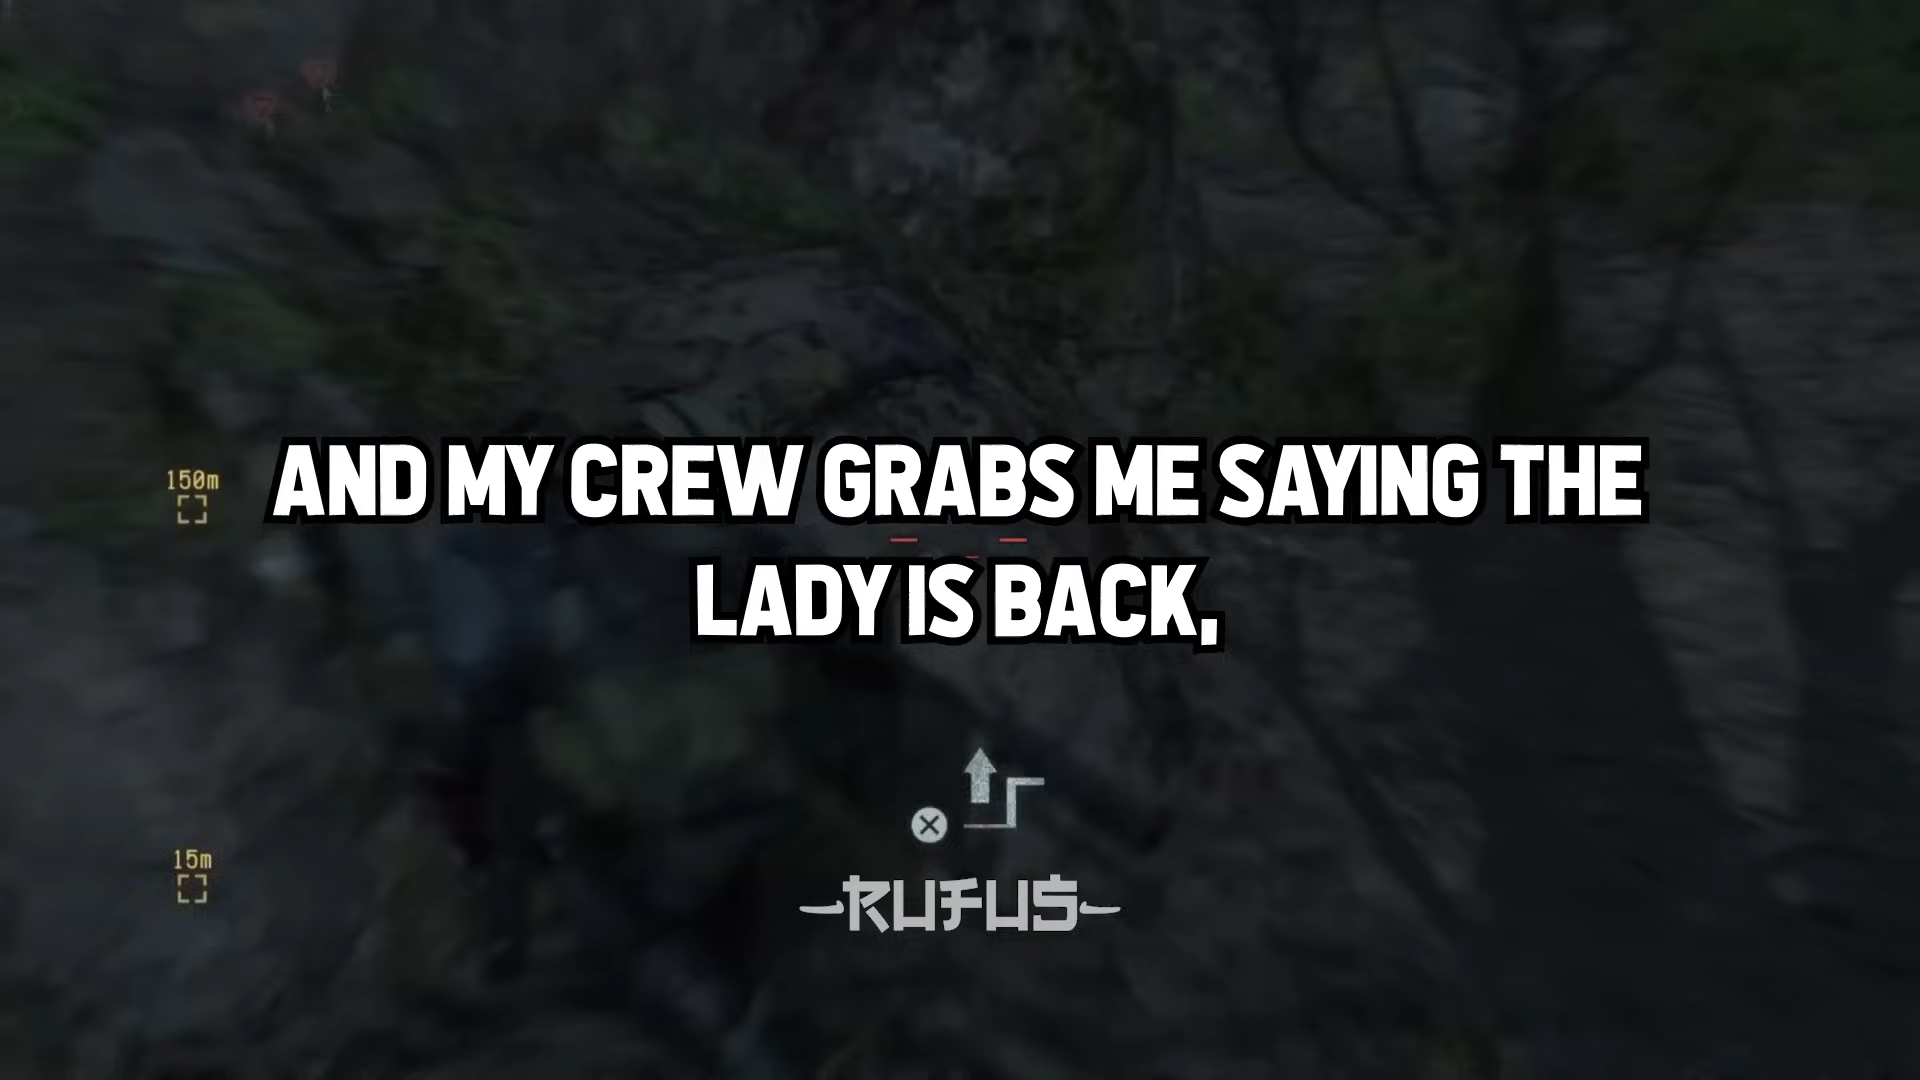 150m
AND MY CREW GRABS ME SAYING THE
LADY IS BACK,
15m
RUFUS